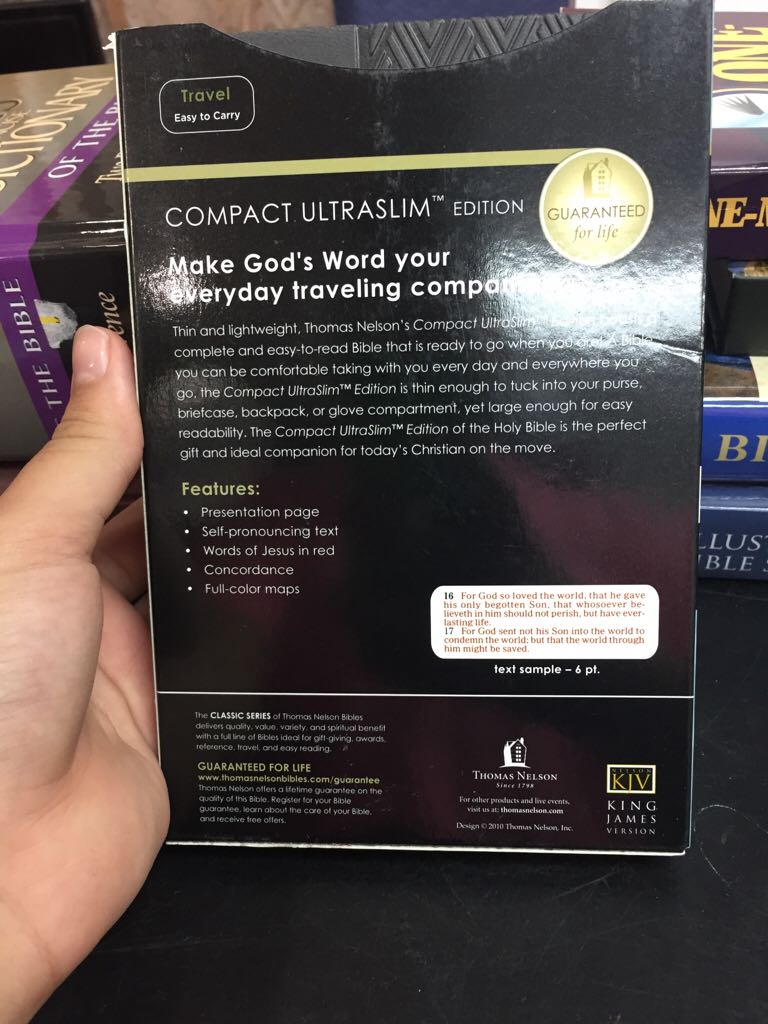 Travel
Easy to Carry
COMPACT ULTRASLIM™ EDITION
GUARANTEED
for life
Make God's Word your
everyday traveling
Thin and lightweight, Thomas Nelson's Compact UltraSlim™
complete and easy-to-read Bible that is ready to go when you are! A Bible
you can be comfortable taking with you every day and everywhere you
go, the Compact UltraSlim™ Edition is thin enough to tuck into your purse,
briefcase, backpack, or glove compartment, yet large enough for easy
readability. The Compact UltraSlim™ Edition of the Holy Bible is the perfect
gift and ideal companion for today's Christian on the move.
Features:
• Presentation page
• Self-pronouncing text
• Words of Jesus in red
• Concordance
• Full-color maps
16 For God so loved the world, that he gave
his only begotten Son, that whosoever be-
lieveth in him should not perish, but have ever-
lasting life.
17 For God sent not his Son into the world to
condemn the world; but that the world through
him might be saved.
text sample – 6 pt.
The CLASSIC SERIES of Thomas Nelson Bibles
delivers quality, value, variety, and spiritual benefit
with a full line of Bibles ideal for gift-giving, awards,
reference, travel, and easy reading.
GUARANTEED FOR LIFE
www.thomasnelsonbibles.com/guarantee
Thomas Nelson offers a lifetime guarantee on the
quality of this Bible. Register for your Bible
guarantee, learn about the care of your Bible,
and receive free offers.
THOMAS NELSON
Since 1798
For other products and live events,
visit us at: thomasnelson.com
Design © 2010 Thomas Nelson, Inc.
NELSON
KJV
KING
JAMES
VERSION
OF THE
THE BIBLE
ONE